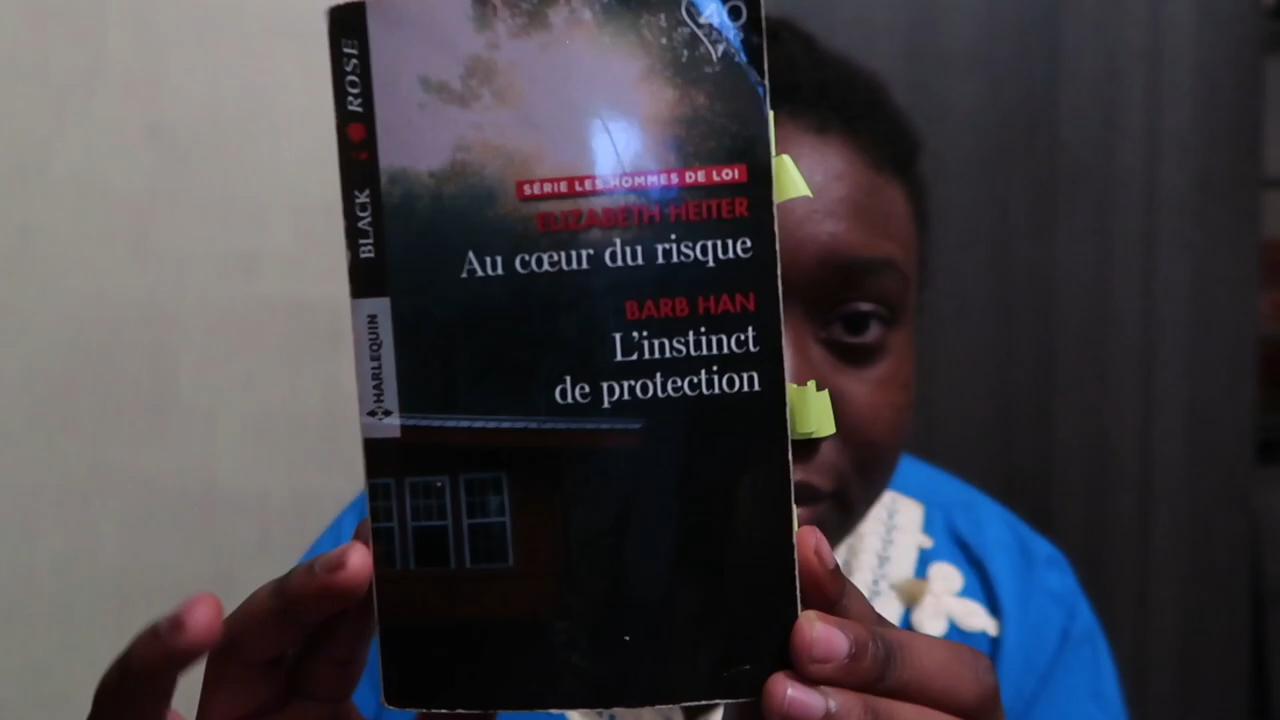 BLACK ROSE
HARLEQUIN
40
SÉRIE LES HOMMES DE LOI
ELIZABETH HEITER
Au cœur du risque
BARB HAN
L'instinct
de protection